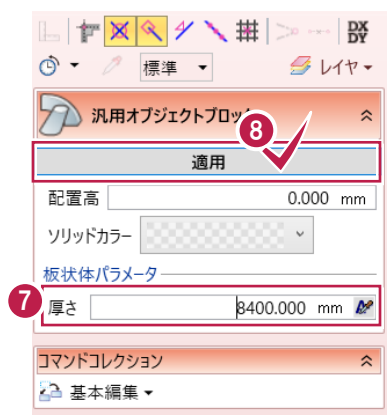 DX
DY
標準
レイヤ
汎用オブジェクトブロック
8
適用
配置高 0.000 mm
ソリッドカラー
板状体パラメータ
7
厚さ 8400.000 mm
コマンドコレクション
基本編集